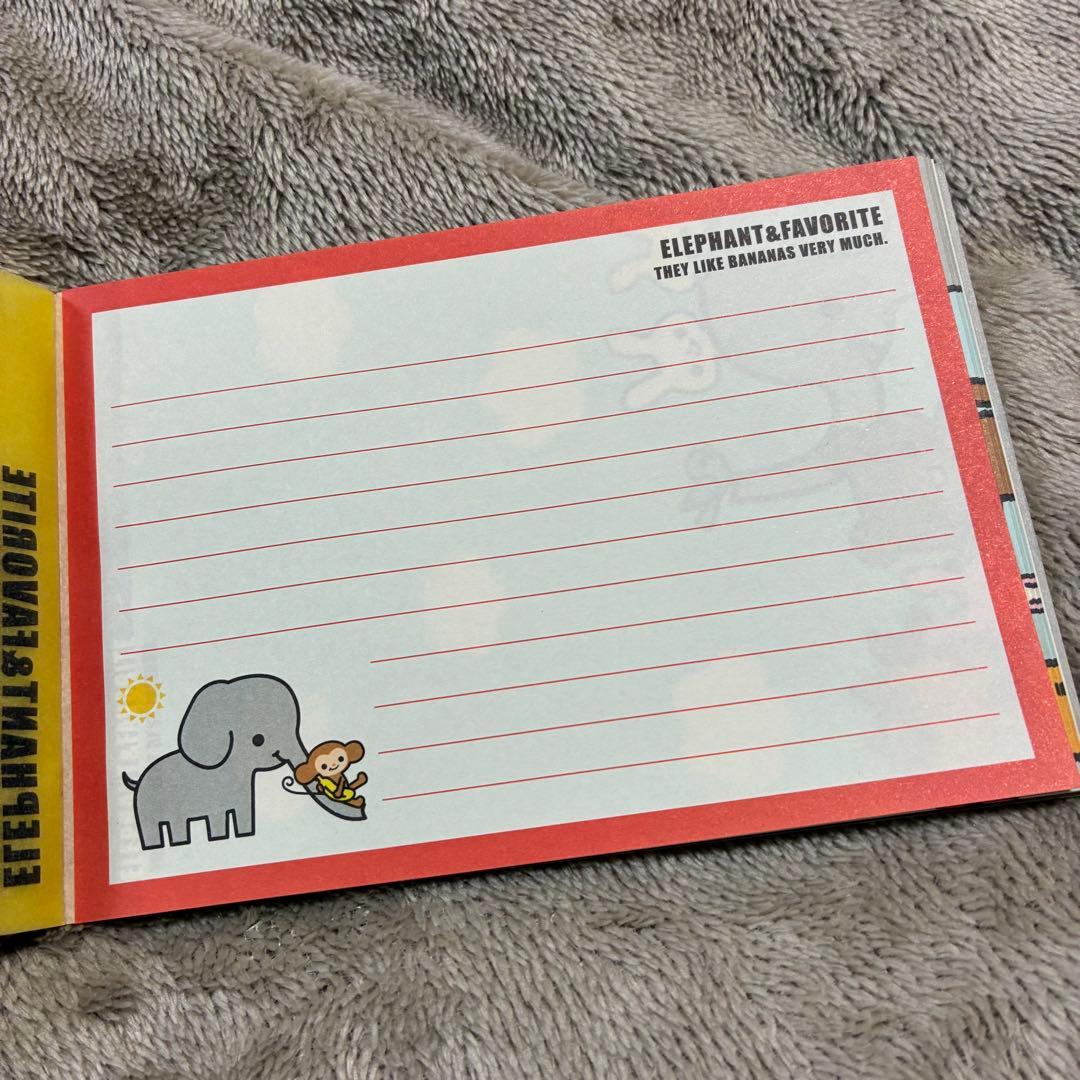 ELEPHANT&FAVORITE
THEY LIKE BANANAS VERY MUCH.
ELEPHANT&FAVORITE